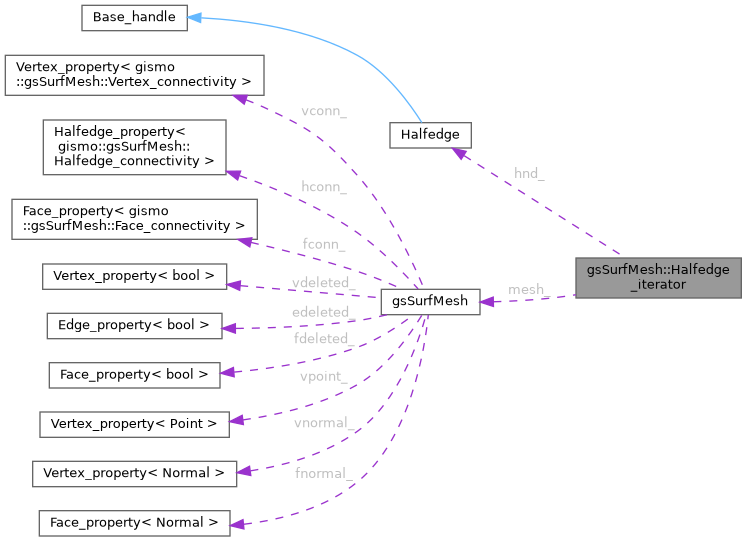 Base_handle
Vertex_property< gismo
::gsSurfMesh::Vertex_connectivity >
vconn_
Halfedge
Halfedge_property<
gismo::gsSurfMesh::
Halfedge_connectivity >
hconn_
hnd_
Face_property< gismo
::gsSurfMesh::Face_connectivity >
fconn_
gsSurfMesh::Halfedge
_iterator
Vertex_property< bool >
vdeleted_
gsSurfMesh
mesh_
Edge_property< bool >
edeleted_
fdeleted_
Face_property< bool >
vpoint_
Vertex_property< Point >
vnormal_
Vertex_property< Normal >
fnormal_
Face_property< Normal >